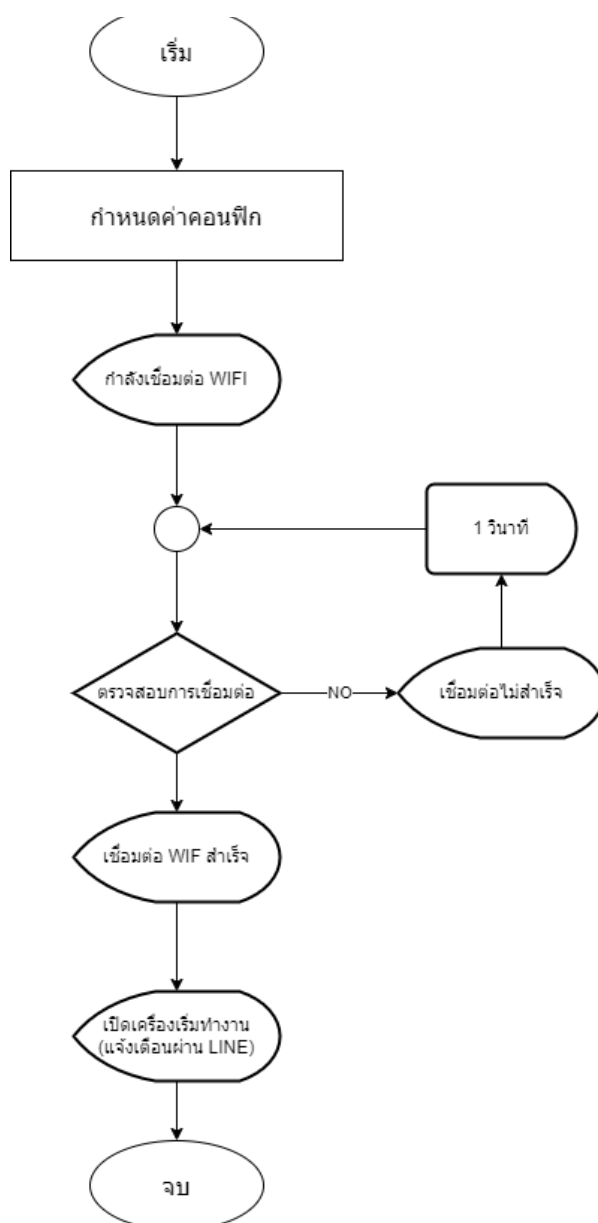 เริ่ม
กำหนดค่าคอนฟิก
กำลังเชื่อมต่อ WIFI
1 วินาที
ตรวจสอบการเชื่อมต่อ
NO
เชื่อมต่อไม่สำเร็จ
เชื่อมต่อ WIF สำเร็จ
เปิดเครื่องเริ่มทำงาน
(แจ้งเตือนผ่าน LINE)
จบ